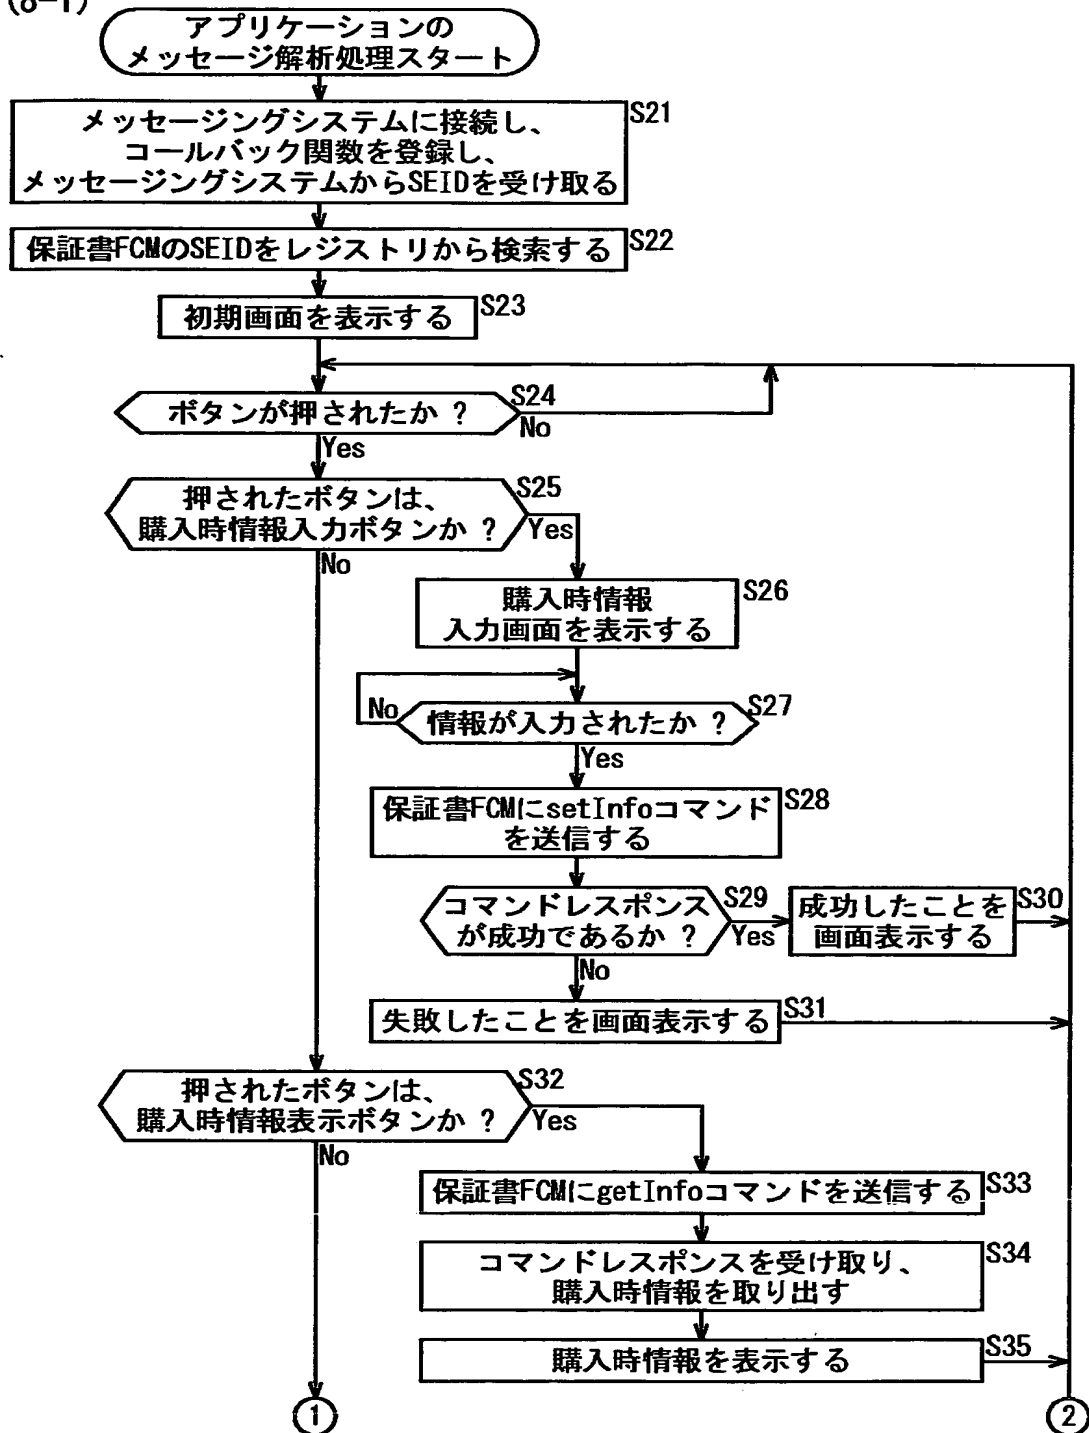 アプリケーションの
メッセージ解析処理スタート
S21
メッセージングシステムに接続し、
コールバック関数を登録し、
メッセージングシステムからSEIDを受け取る
S22
保証書FCMのSEIDをレジストリから検索する
S23
初期画面を表示する
S24
ボタンが押されたか ?
No
Yes
S25
押されたボタンは、
購入時情報入力ボタンか ?
Yes
No
S26
購入時情報
入力画面を表示する
S27
情報が入力されたか ?
No
Yes
S28
保証書FCMにsetInfoコマンド
を送信する
S29
コマンドレスポンス
が成功であるか ?
Yes
S30
成功したことを
画面表示する
No
S31
失敗したことを画面表示する
S32
押されたボタンは、
購入時情報表示ボタンか ?
Yes
No
S33
保証書FCMにgetInfoコマンドを送信する
S34
コマンドレスポンスを受け取り、
購入時情報を取り出す
S35
購入時情報を表示する
1
2